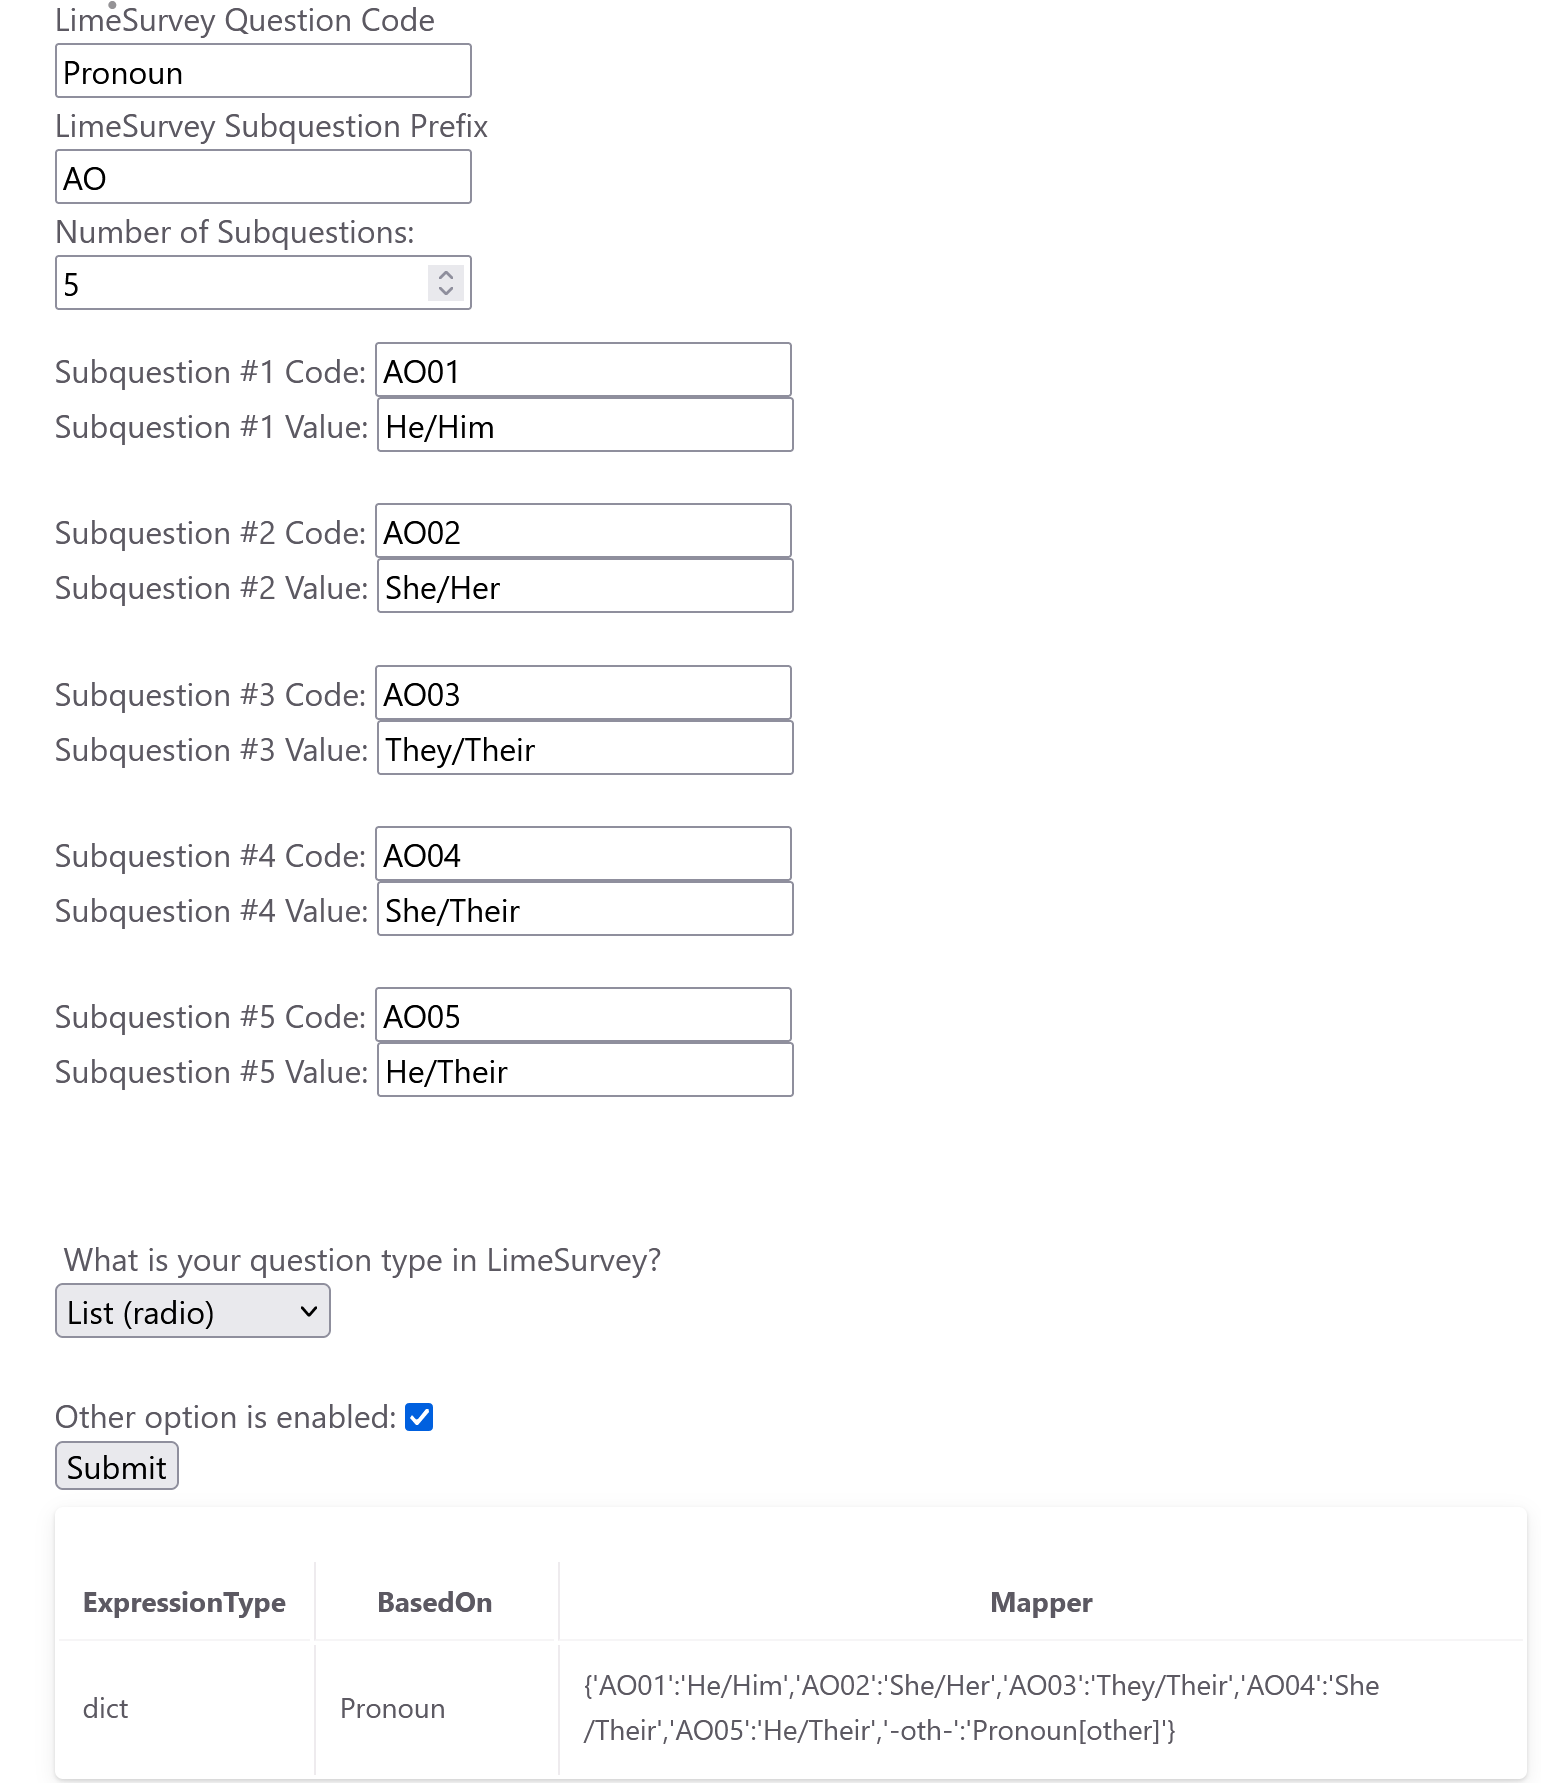 LimeSurvey Question Code
Pronoun
LimeSurvey Subquestion Prefix
AO
Number of Subquestions:
5
Subquestion #1 Code: AO01
Subquestion #1 Value: He/Him
Subquestion #2 Code: AO02
Subquestion #2 Value: She/Her
Subquestion #3 Code: AO03
Subquestion #3 Value: They/Their
Subquestion #4 Code: AO04
Subquestion #4 Value: She/Their
Subquestion #5 Code: AO05
Subquestion #5 Value: He/Their
What is your question type in LimeSurvey?
List (radio)
Other option is enabled:
Submit
ExpressionType BasedOn Mapper
{'AO01':'He/Him','AO02':'She/Her','AO03':'They/Their','AO04':'She
dict Pronoun
/Their','AO05':'He/Their','-oth-':'Pronoun[other]'}